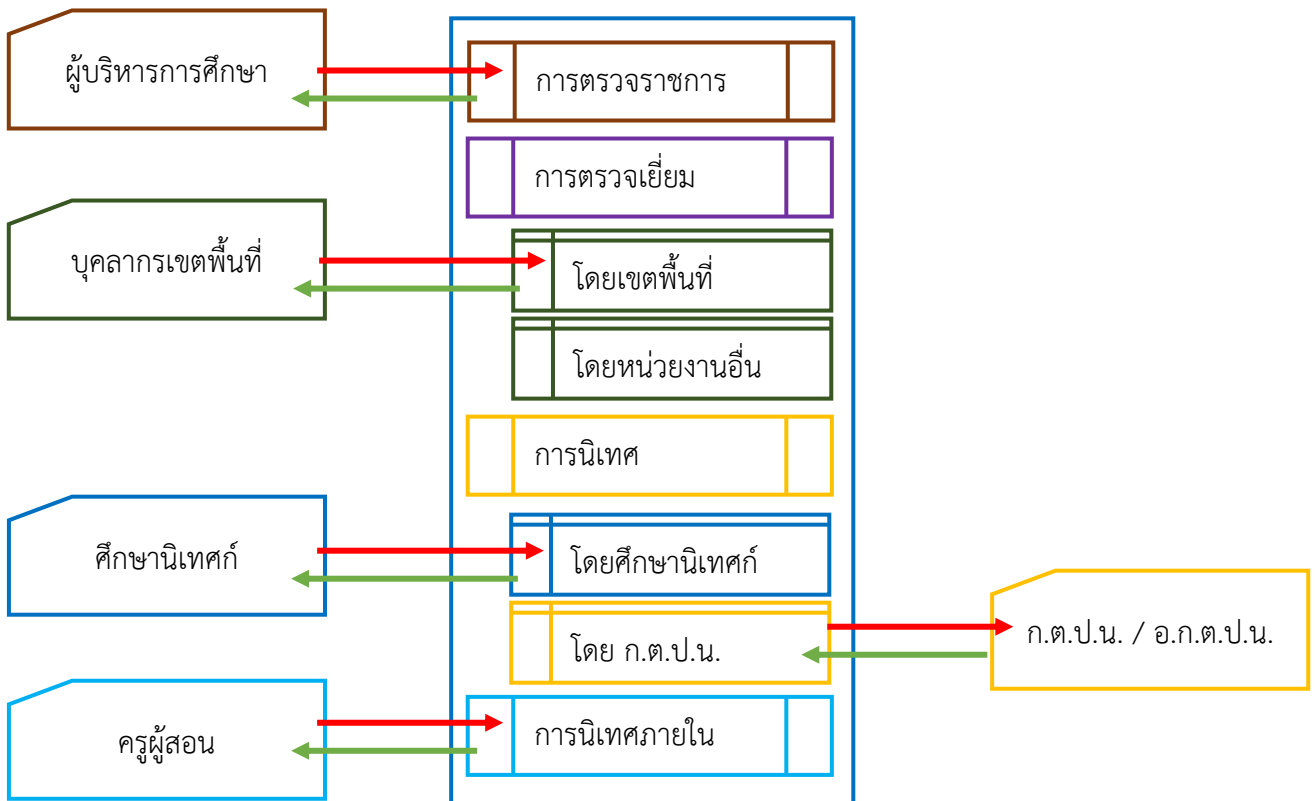 ผู้บริหารการศึกษา
การตรวจราชการ
การตรวจเยี่ยม
บุคลากรเขตพื้นที่
โดยเขตพื้นที่
โดยหน่วยงานอื่น
การนิเทศ
ศึกษานิเทศก์
โดยศึกษานิเทศก์
โดย ก.ต.ป.น.
ก.ต.ป.น. / อ.ก.ต.ป.น.
ครูผู้สอน
การนิเทศภายใน